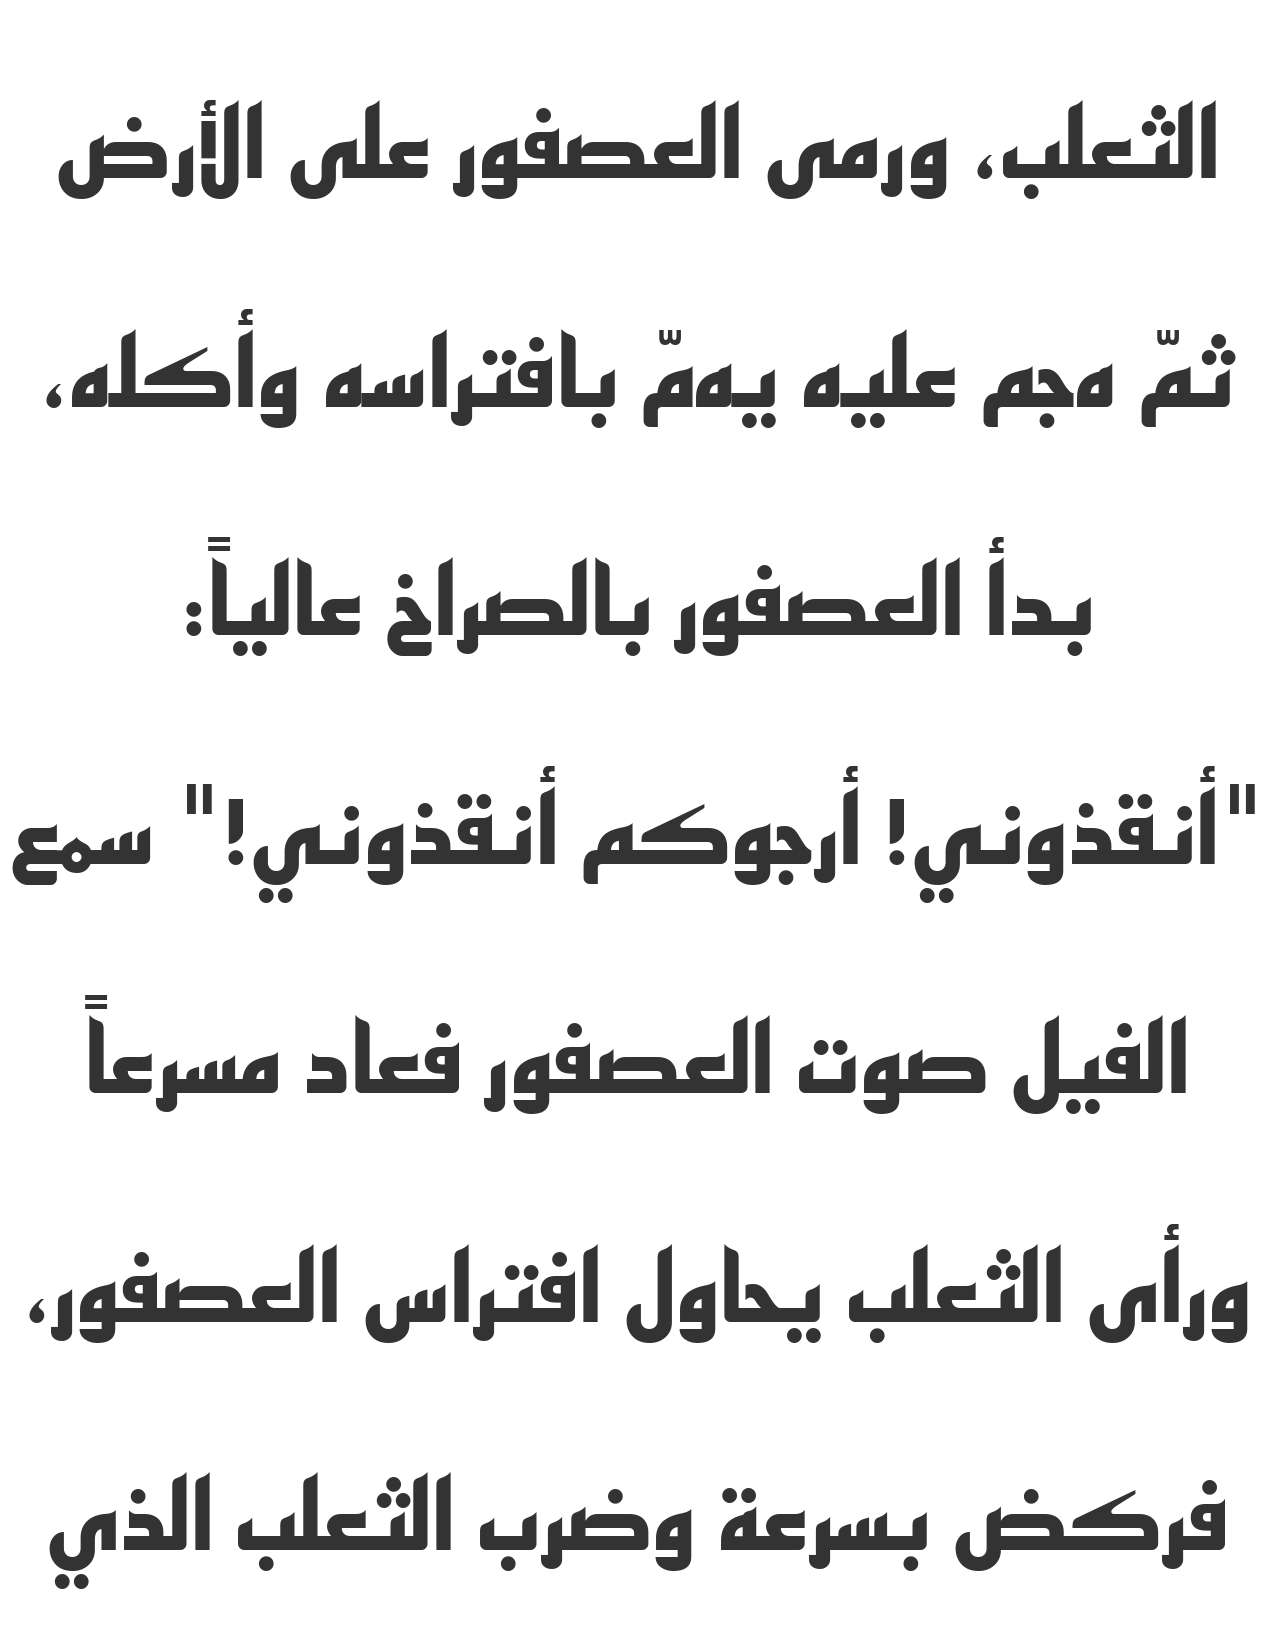 الثعلب، ورمى العصفور على الأرض
ثمّ هجم عليه يهمّ بافتراسه وأكله،
بدأ العصفور بالصراخ عالياً:
"أنقذوني! أرجوكم أنقذوني!" سمع
الفيل صوت العصفور فعاد مسرعاً
ورأى الثعلب يحاول افتراس العصفور،
فركض بسرعة وضرب الثعلب الذي